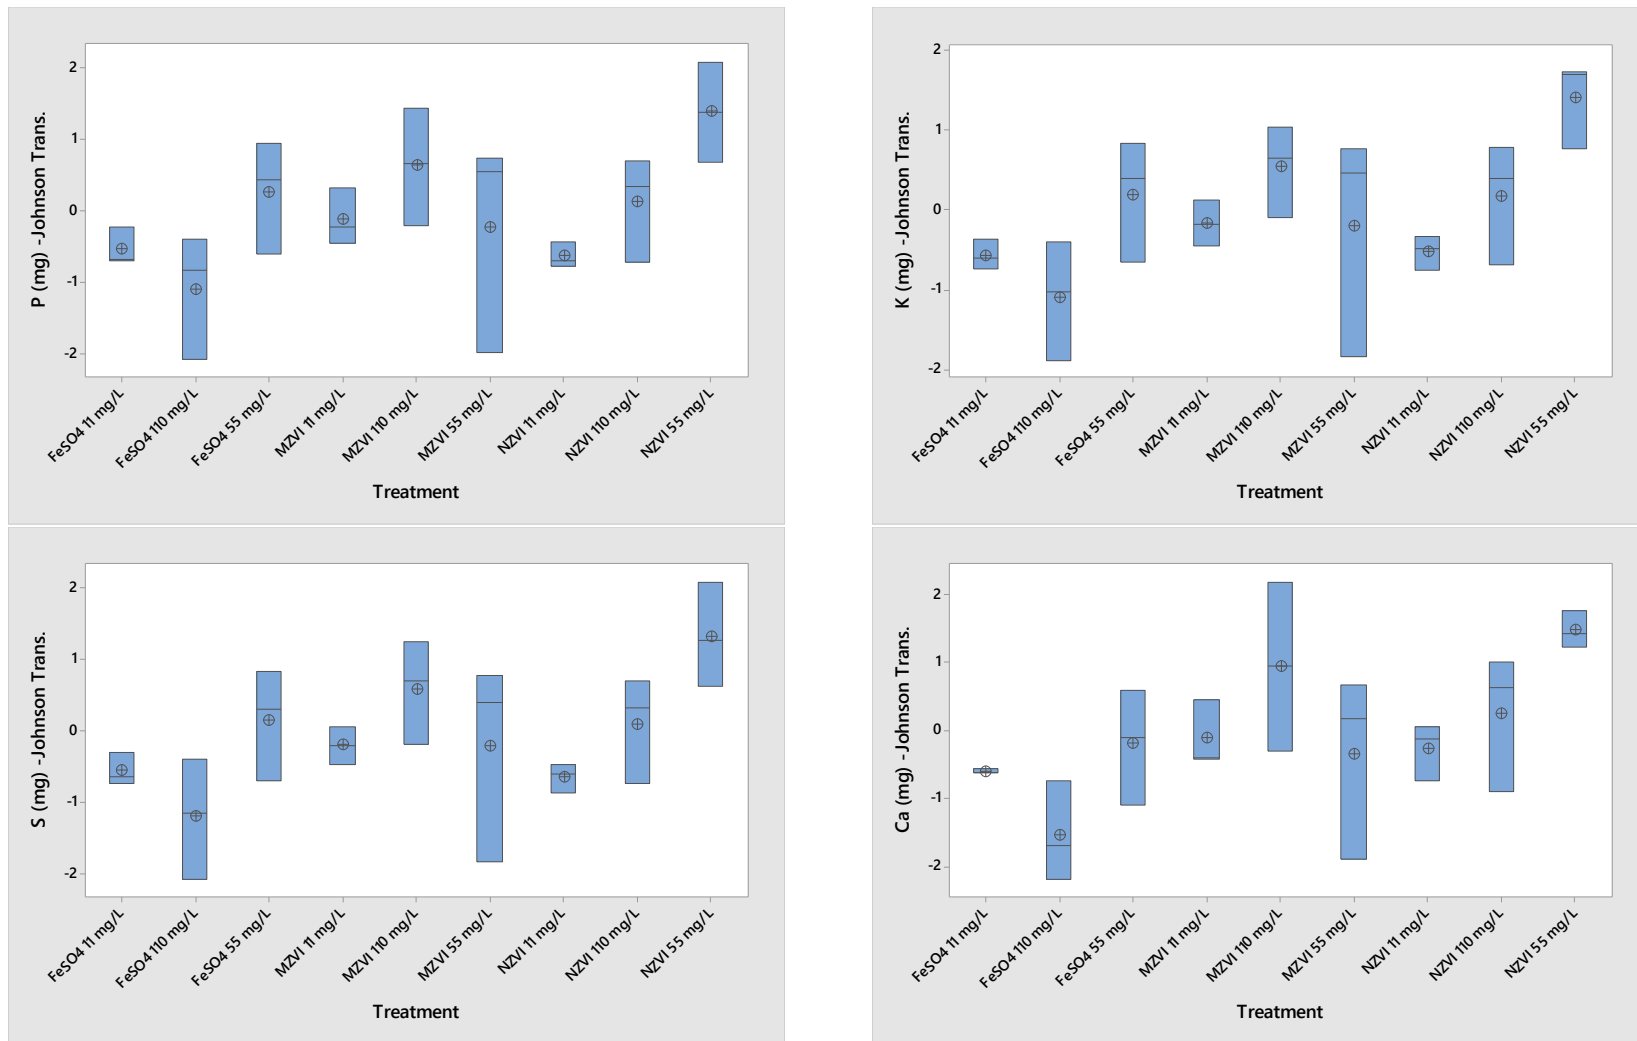 P (mg) -Johnson Trans.
2
1
0
-1
-2
FeSO4 11 mg/L
FeSO4 110 mg/L
FeSO4 55 mg/L
MZVI 11 mg/L
MZVI 110 mg/L
MZVI 55 mg/L
NZVI 11 mg/L
NZVI 110 mg/L
NZVI 55 mg/L
Treatment
K (mg) -Johnson Trans.
2
1
0
-1
-2
FeSO4 11 mg/L
FeSO4 110 mg/L
FeSO4 55 mg/L
MZVI 11 mg/L
MZVI 110 mg/L
MZVI 55 mg/L
NZVI 11 mg/L
NZVI 110 mg/L
NZVI 55 mg/L
Treatment
S (mg) -Johnson Trans.
2
1
0
-1
-2
FeSO4 11 mg/L
FeSO4 110 mg/L
FeSO4 55 mg/L
MZVI 11 mg/L
MZVI 110 mg/L
MZVI 55 mg/L
NZVI 11 mg/L
NZVI 110 mg/L
NZVI 55 mg/L
Treatment
Ca (mg) -Johnson Trans.
2
1
0
-1
-2
FeSO4 11 mg/L
FeSO4 110 mg/L
FeSO4 55 mg/L
MZVI 11 mg/L
MZVI 110 mg/L
MZVI 55 mg/L
NZVI 11 mg/L
NZVI 110 mg/L
NZVI 55 mg/L
Treatment